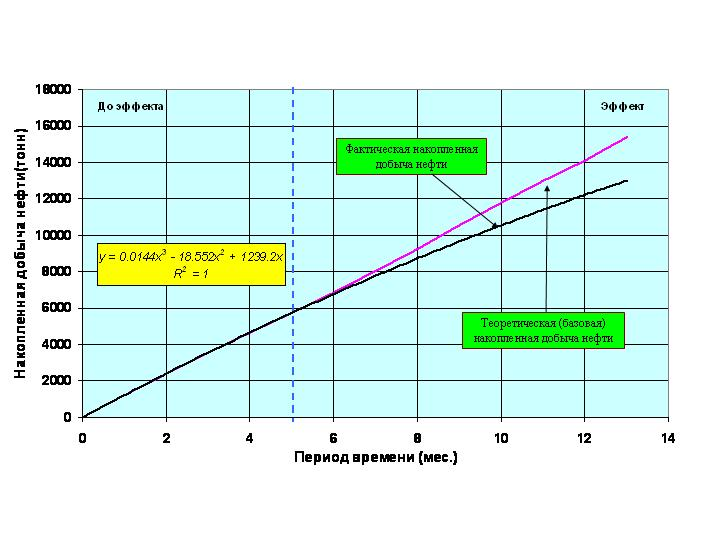 Накопленная добыча нефти(тонн)
18000
16000
14000
12000
10000
8000
6000
4000
2000
0
До эффекта
Эффект
Фактическая накопленная
добыча нефти
y = 0.0144x³ - 18.552x² + 1239.2x
R² = 1
Теоретическая (базовая)
накопленная добыча нефти
0 2 4 6 8 10 12 14
Период времени (мес.)